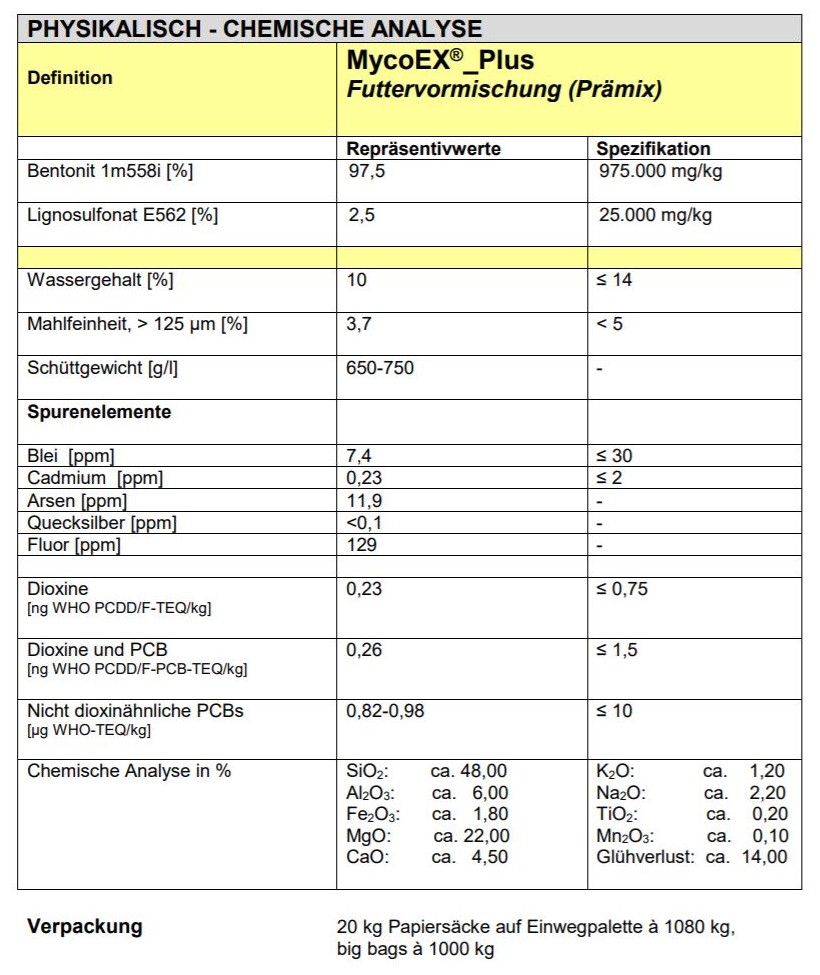 PHYSIKALISCH - CHEMISCHE ANALYSE
Definition
MycoEX®_Plus
Futtervormischung (Prämix)
Repräsentivwerte Spezifikation
Bentonit 1m558i [%] 97,5 975.000 mg/kg
Lignosulfonat E562 [%] 2,5 25.000 mg/kg
Wassergehalt [%] 10 ≤ 14
Mahlfeinheit, > 125 µm [%] 3,7 < 5
Schüttgewicht [g/l] 650-750 -
Spurenelemente
Blei [ppm] 7,4 ≤ 30
Cadmium [ppm] 0,23 ≤ 2
Arsen [ppm] 11,9 -
Quecksilber [ppm] <0,1 -
Fluor [ppm] 129 -
Dioxine 0,23 ≤ 0,75
[ng WHO PCDD/F-TEQ/kg]
Dioxine und PCB 0,26 ≤ 1,5
[ng WHO PCDD/F-PCB-TEQ/kg]
Nicht dioxinähnliche PCBs 0,82-0,98 ≤ 10
[µg WHO-TEQ/kg]
Chemische Analyse in % SiO₂: ca. 48,00 K₂O: ca. 1,20
Al₂O₃: ca. 6,00 Na₂O: ca. 2,20
Fe₂O₃: ca. 1,80 TiO₂: ca. 0,20
MgO: ca. 22,00 Mn₂O₃: ca. 0,10
CaO: ca. 4,50 Glühverlust: ca. 14,00
Verpackung 20 kg Papiersäcke auf Einwegpalette à 1080 kg,
big bags à 1000 kg